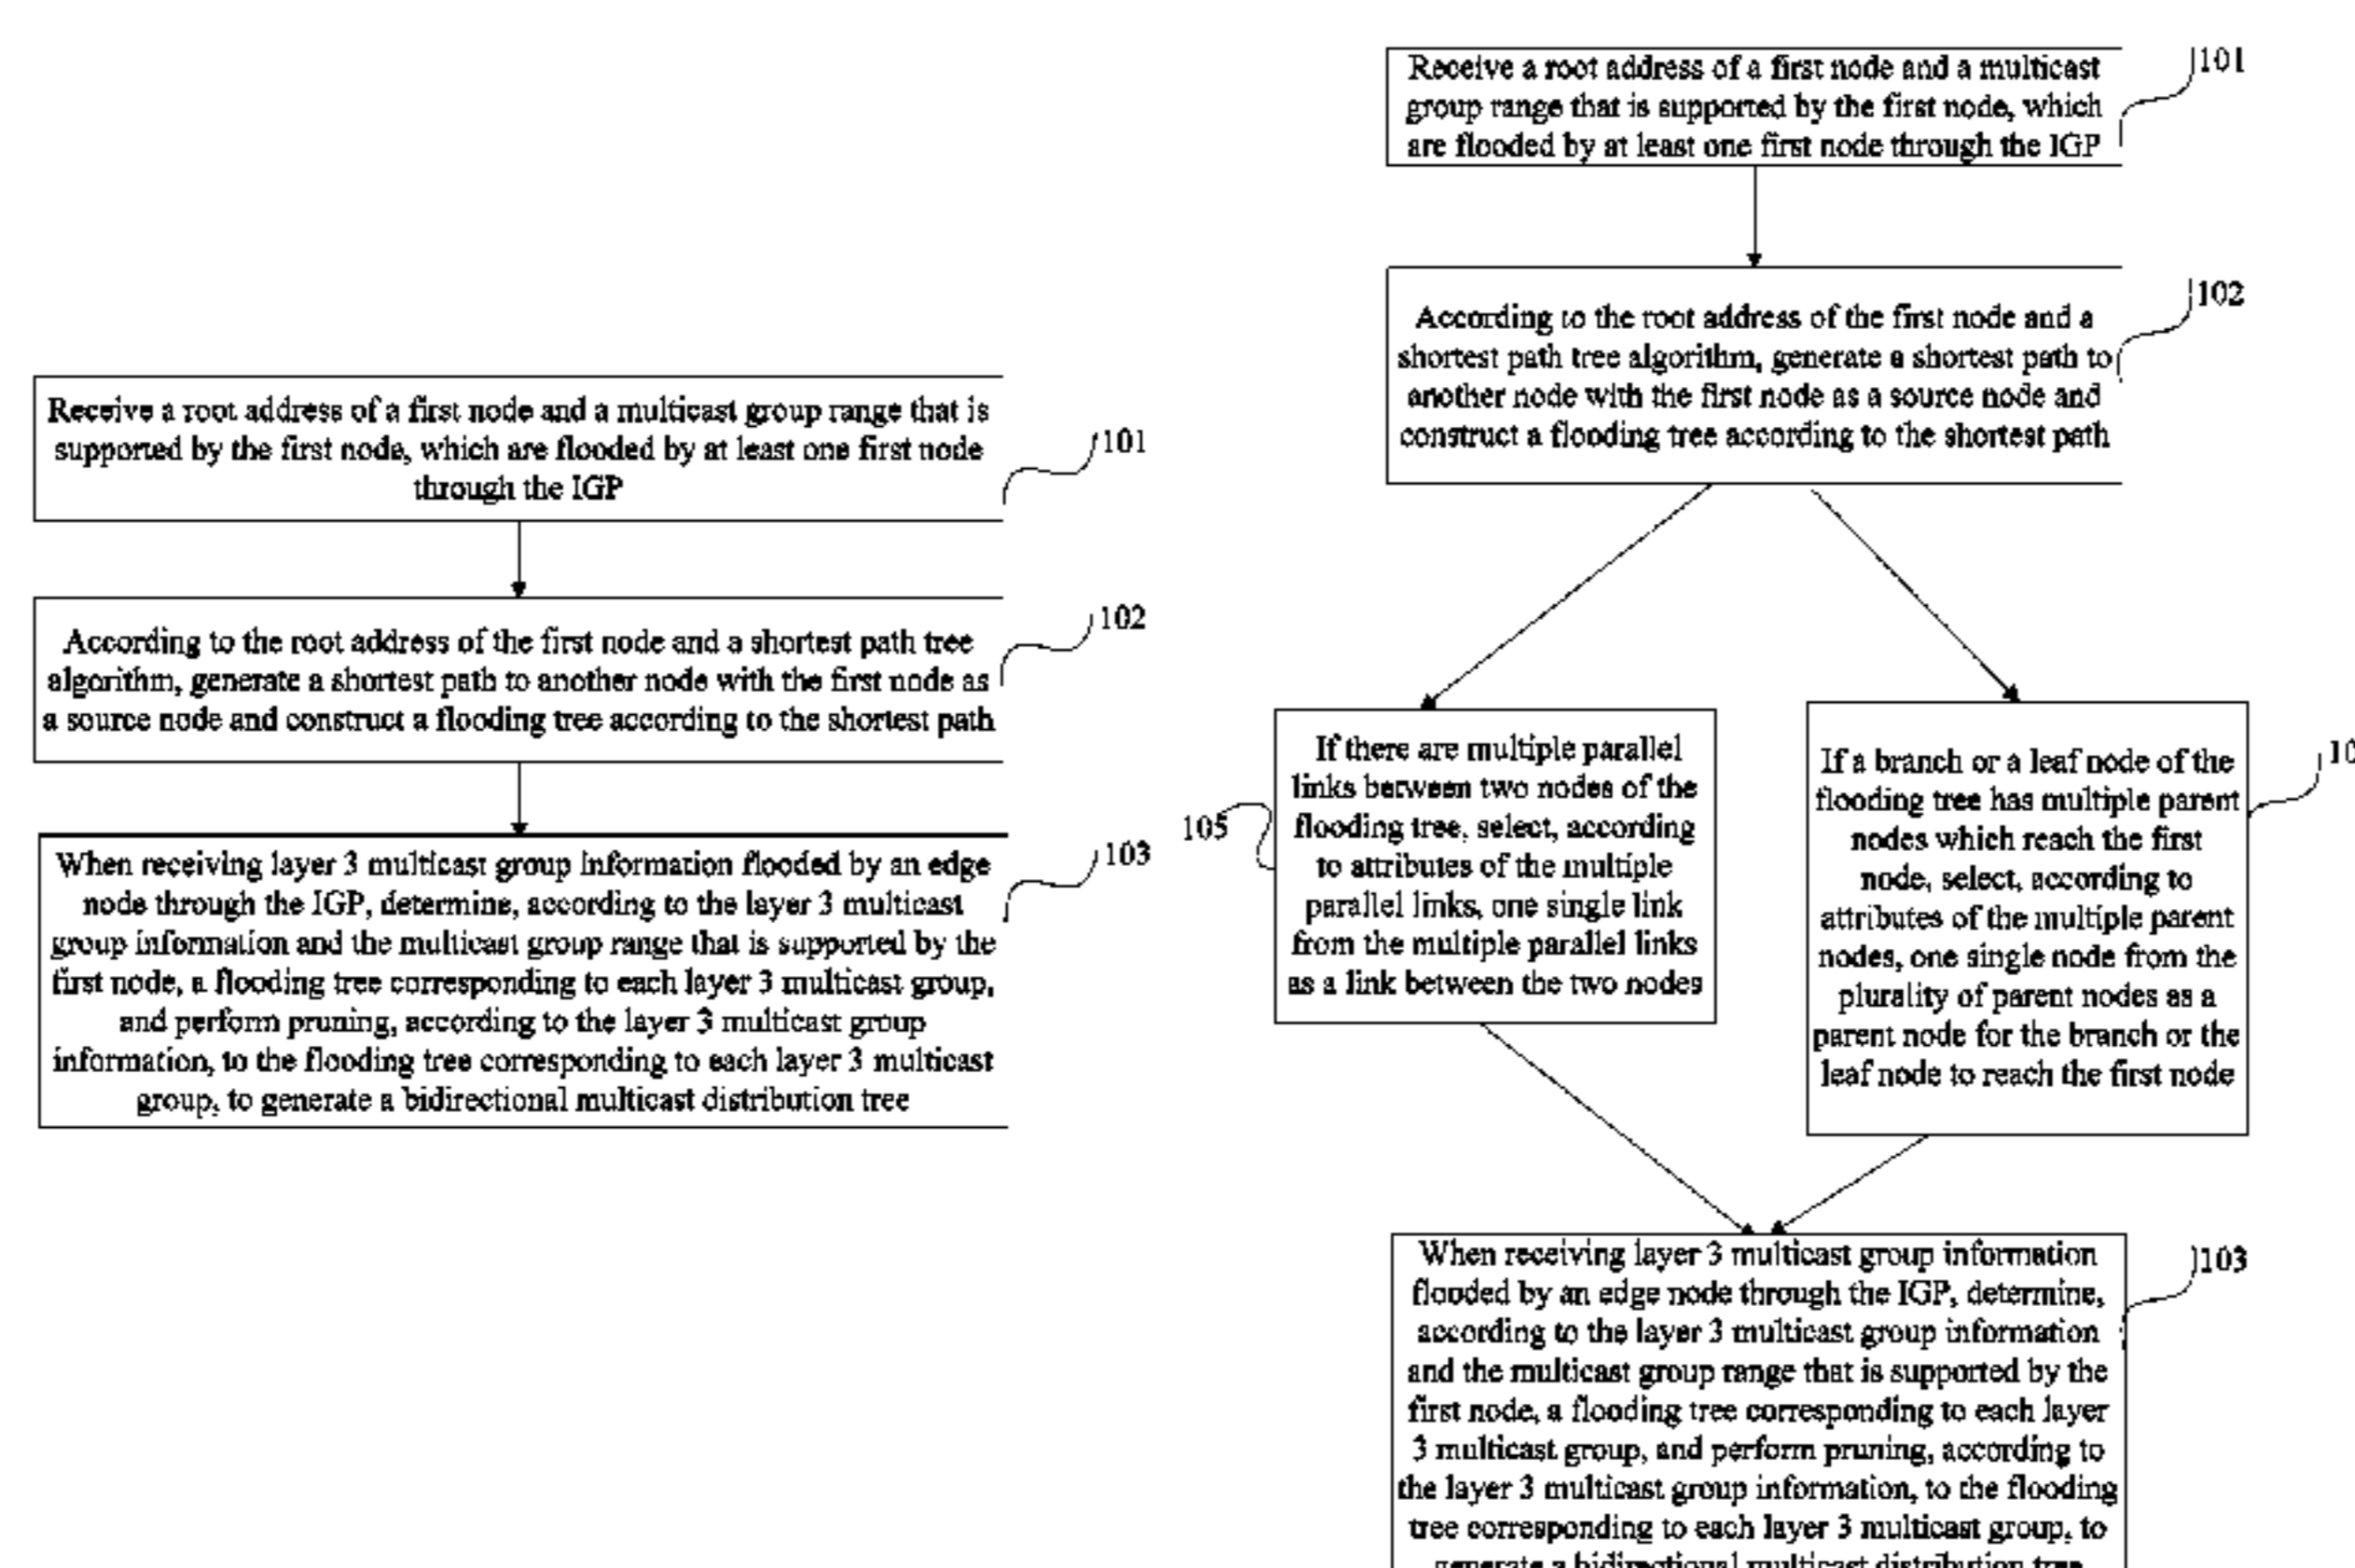 Receive a root address of a first node and a multicast group range that is
supported by the first node, which are flooded by at least one first node
through the IGP
101
According to the root address of the first node and a shortest path tree
algorithm, generate a shortest path to another node with the first node as
a source node and construct a flooding tree according to the shortest path
102
When receiving layer 3 multicast group information flooded by an edge
node through the IGP, determine, according to the layer 3 multicast
group information and the multicast group range that is supported by the
first node, a flooding tree corresponding to each layer 3 multicast group,
and perform pruning, according to the layer 3 multicast group
information, to the flooding tree corresponding to each layer 3 multicast
group, to generate a bidirectional multicast distribution tree
103
Receive a root address of a first node and a multicast
group range that is supported by the first node, which
are flooded by at least one first node through the IGP
101
According to the root address of the first node and a
shortest path tree algorithm, generate a shortest path to
another node with the first node as a source node and
construct a flooding tree according to the shortest path
102
If there are multiple parallel
links between two nodes of the
flooding tree, select, according
to attributes of the multiple
parallel links, one single link
from the multiple parallel links
as a link between the two nodes
105
If a branch or a leaf node of the
flooding tree has multiple parent
nodes which reach the first
node, select, according to
attributes of the multiple parent
nodes, one single node from the
plurality of parent nodes as a
parent node for the branch or the
leaf node to reach the first node
When receiving layer 3 multicast group information
flooded by an edge node through the IGP, determine,
according to the layer 3 multicast group information
and the multicast group range that is supported by the
first node, a flooding tree corresponding to each layer
3 multicast group, and perform pruning, according to
the layer 3 multicast group information, to the flooding
tree corresponding to each layer 3 multicast group, to
generate a bidirectional multicast distribution tree
103